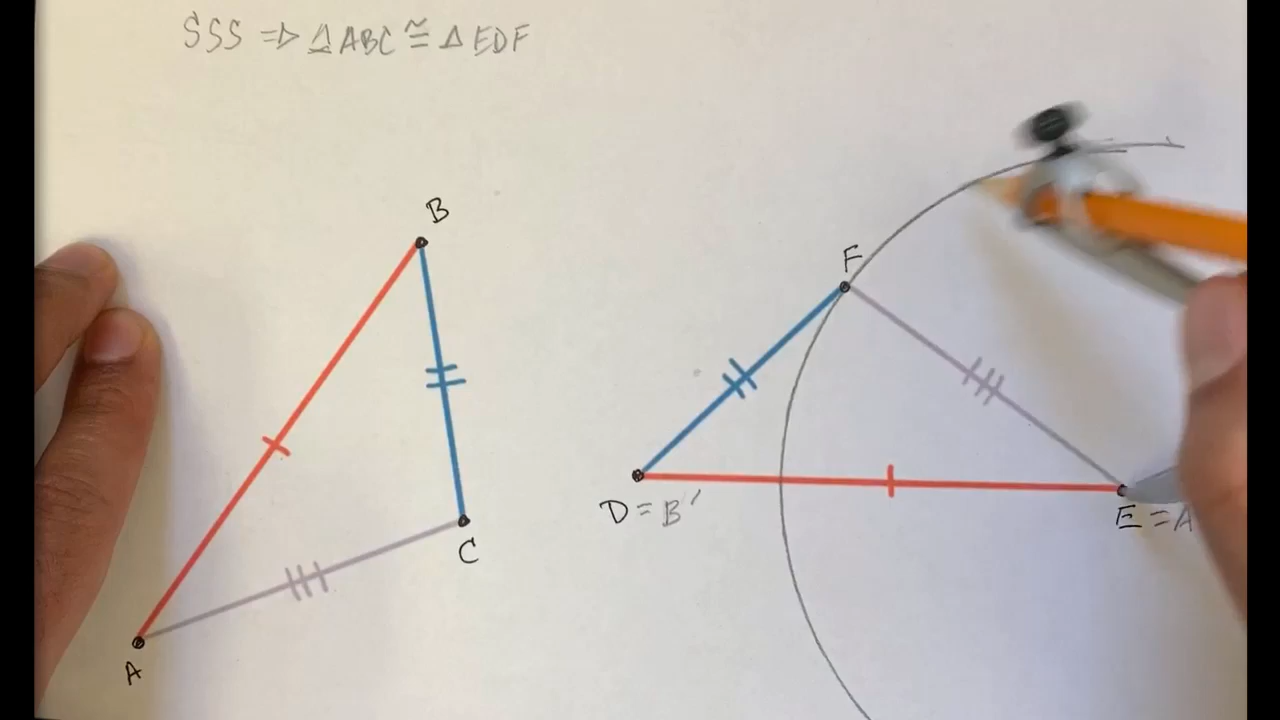 SSS ⇒ △ABC ≅ △EDF
B
F
D = B'
E = A
C
A